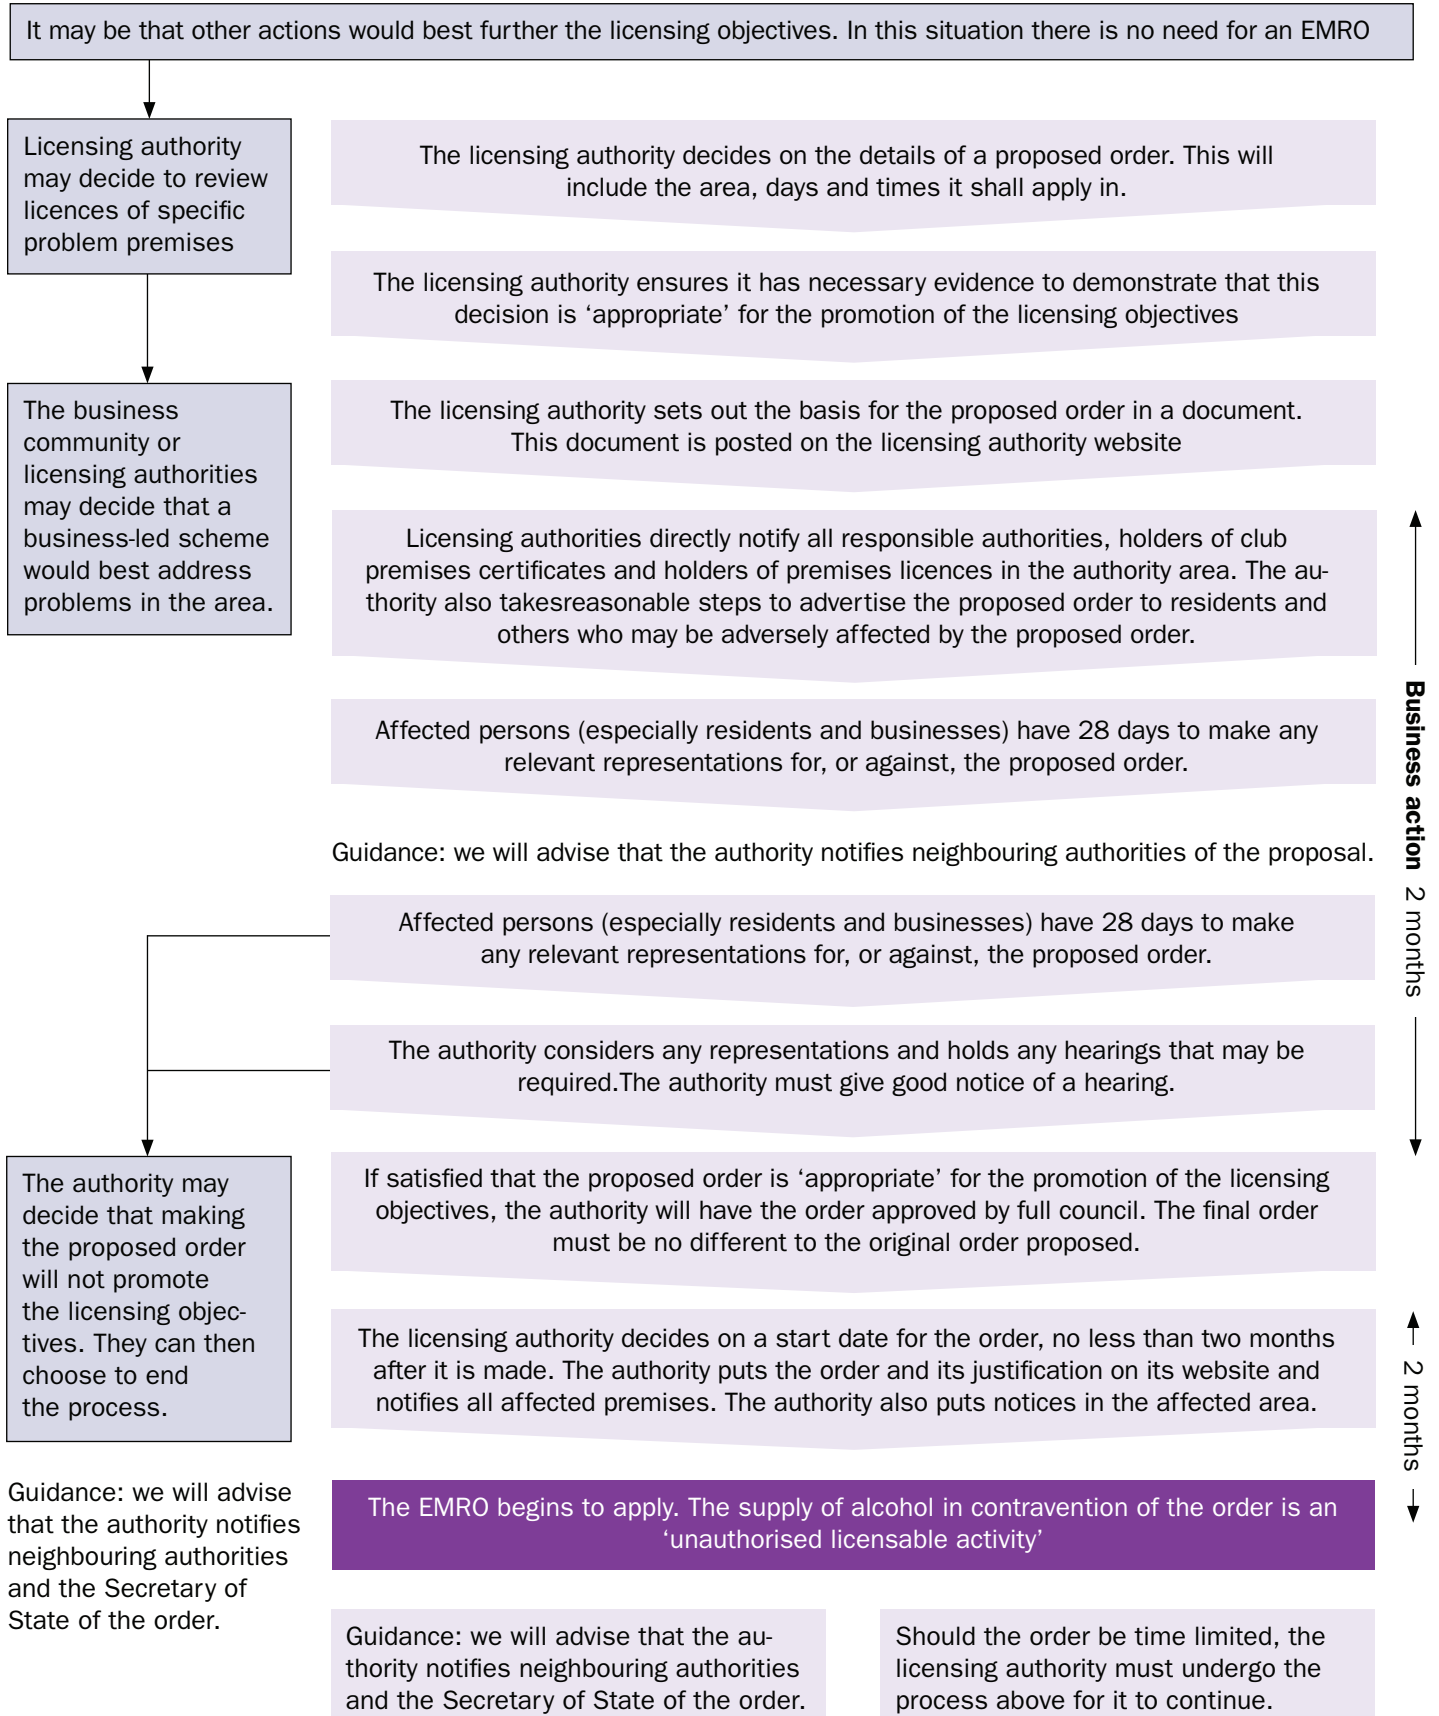 It may be that other actions would best further the licensing objectives. In this situation there is no need for an EMRO
Licensing authority
may decide to review
licences of specific
problem premises
The business
community or
licensing authorities
may decide that a
business-led scheme
would best address
problems in the area.
The licensing authority decides on the details of a proposed order. This will
include the area, days and times it shall apply in.
The licensing authority ensures it has necessary evidence to demonstrate that this
decision is ‘appropriate’ for the promotion of the licensing objectives
The licensing authority sets out the basis for the proposed order in a document.
This document is posted on the licensing authority website
Licensing authorities directly notify all responsible authorities, holders of club
premises certificates and holders of premises licences in the authority area. The au-
thority also takesreasonable steps to advertise the proposed order to residents and
others who may be adversely affected by the proposed order.
Affected persons (especially residents and businesses) have 28 days to make any
relevant representations for, or against, the proposed order.
Guidance: we will advise that the authority notifies neighbouring authorities of the proposal.
Affected persons (especially residents and businesses) have 28 days to make
any relevant representations for, or against, the proposed order.
The authority considers any representations and holds any hearings that may be
required.The authority must give good notice of a hearing.
Business action 2 months
The authority may
decide that making
the proposed order
will not promote
the licensing objec-
tives. They can then
choose to end
the process.
If satisfied that the proposed order is ‘appropriate’ for the promotion of the licensing
objectives, the authority will have the order approved by full council. The final order
must be no different to the original order proposed.
The licensing authority decides on a start date for the order, no less than two months
after it is made. The authority puts the order and its justification on its website and
notifies all affected premises. The authority also puts notices in the affected area.
2 months
Guidance: we will advise
that the authority notifies
neighbouring authorities
and the Secretary of
State of the order.
The EMRO begins to apply. The supply of alcohol in contravention of the order is an
‘unauthorised licensable activity’
Guidance: we will advise that the au-
thority notifies neighbouring authorities
and the Secretary of State of the order.
Should the order be time limited, the
licensing authority must undergo the
process above for it to continue.